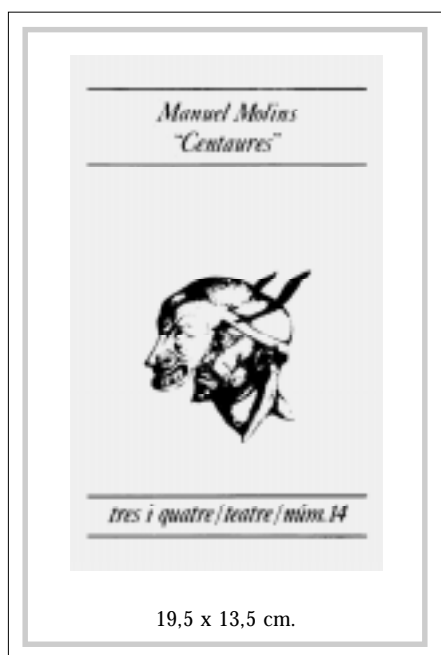 Manuel Molins
"Centaures"
tres i quatre/teatre/núm.14
19,5 x 13,5 cm.